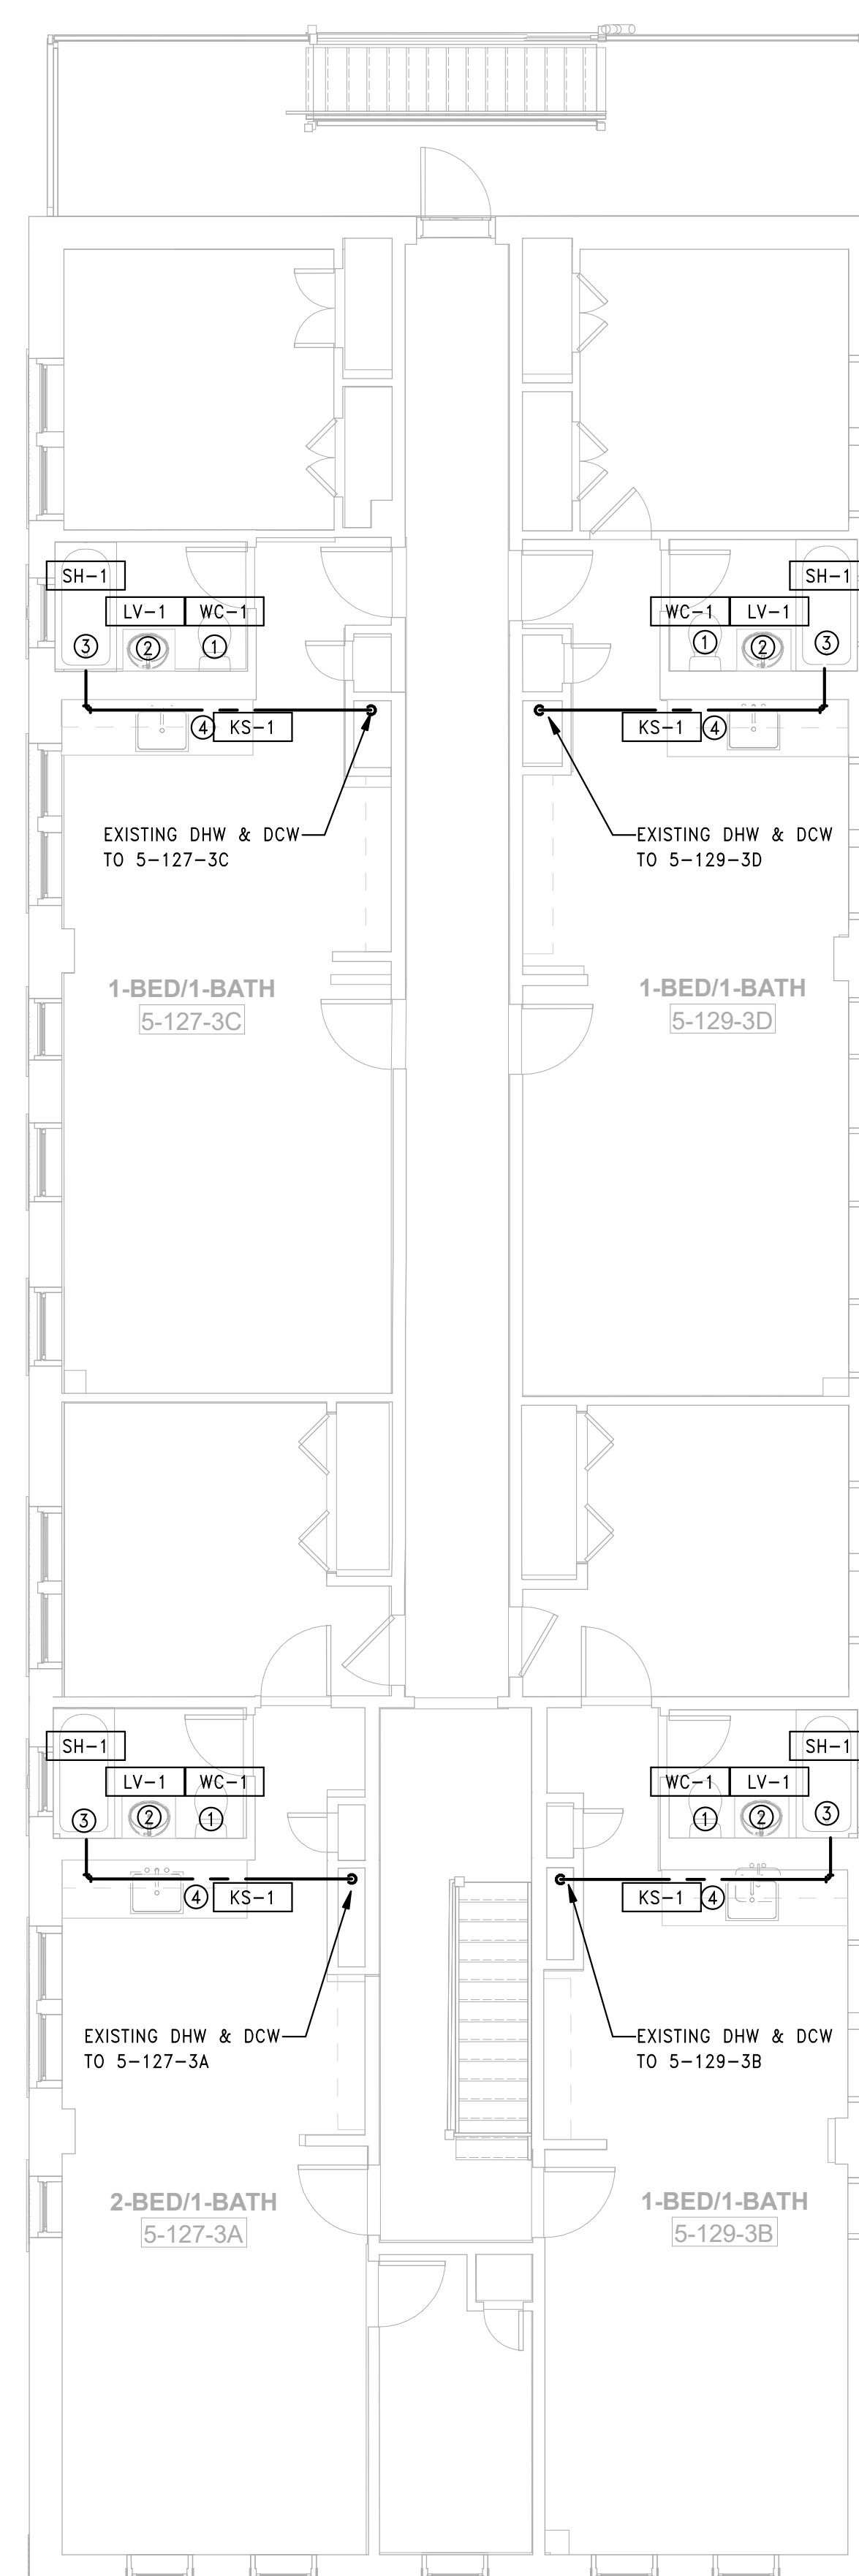 SH-1
LV-1
WC-1
3
2
1
4
KS-1
EXISTING DHW & DCW
TO 5-127-3C
1-BED/1-BATH
5-127-3C
SH-1
WC-1
LV-1
1
2
3
KS-1
4
EXISTING DHW & DCW
TO 5-129-3D
1-BED/1-BATH
5-129-3D
SH-1
LV-1
WC-1
3
2
1
4
KS-1
EXISTING DHW & DCW
TO 5-127-3A
2-BED/1-BATH
5-127-3A
SH-1
WC-1
LV-1
1
2
3
KS-1
4
EXISTING DHW & DCW
TO 5-129-3B
1-BED/1-BATH
5-129-3B